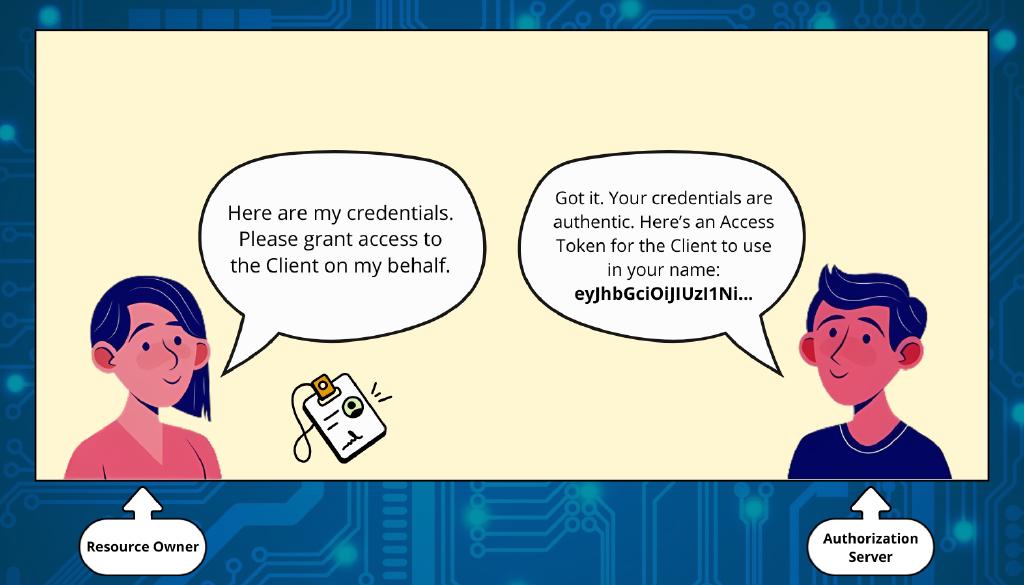 Here are my credentials.
Please grant access to
the Client on my behalf.
Got it. Your credentials are
authentic. Here’s an Access
Token for the Client to use
in your name:
eyJhbGciOiJIUzI1Ni...
Resource Owner
Authorization
Server